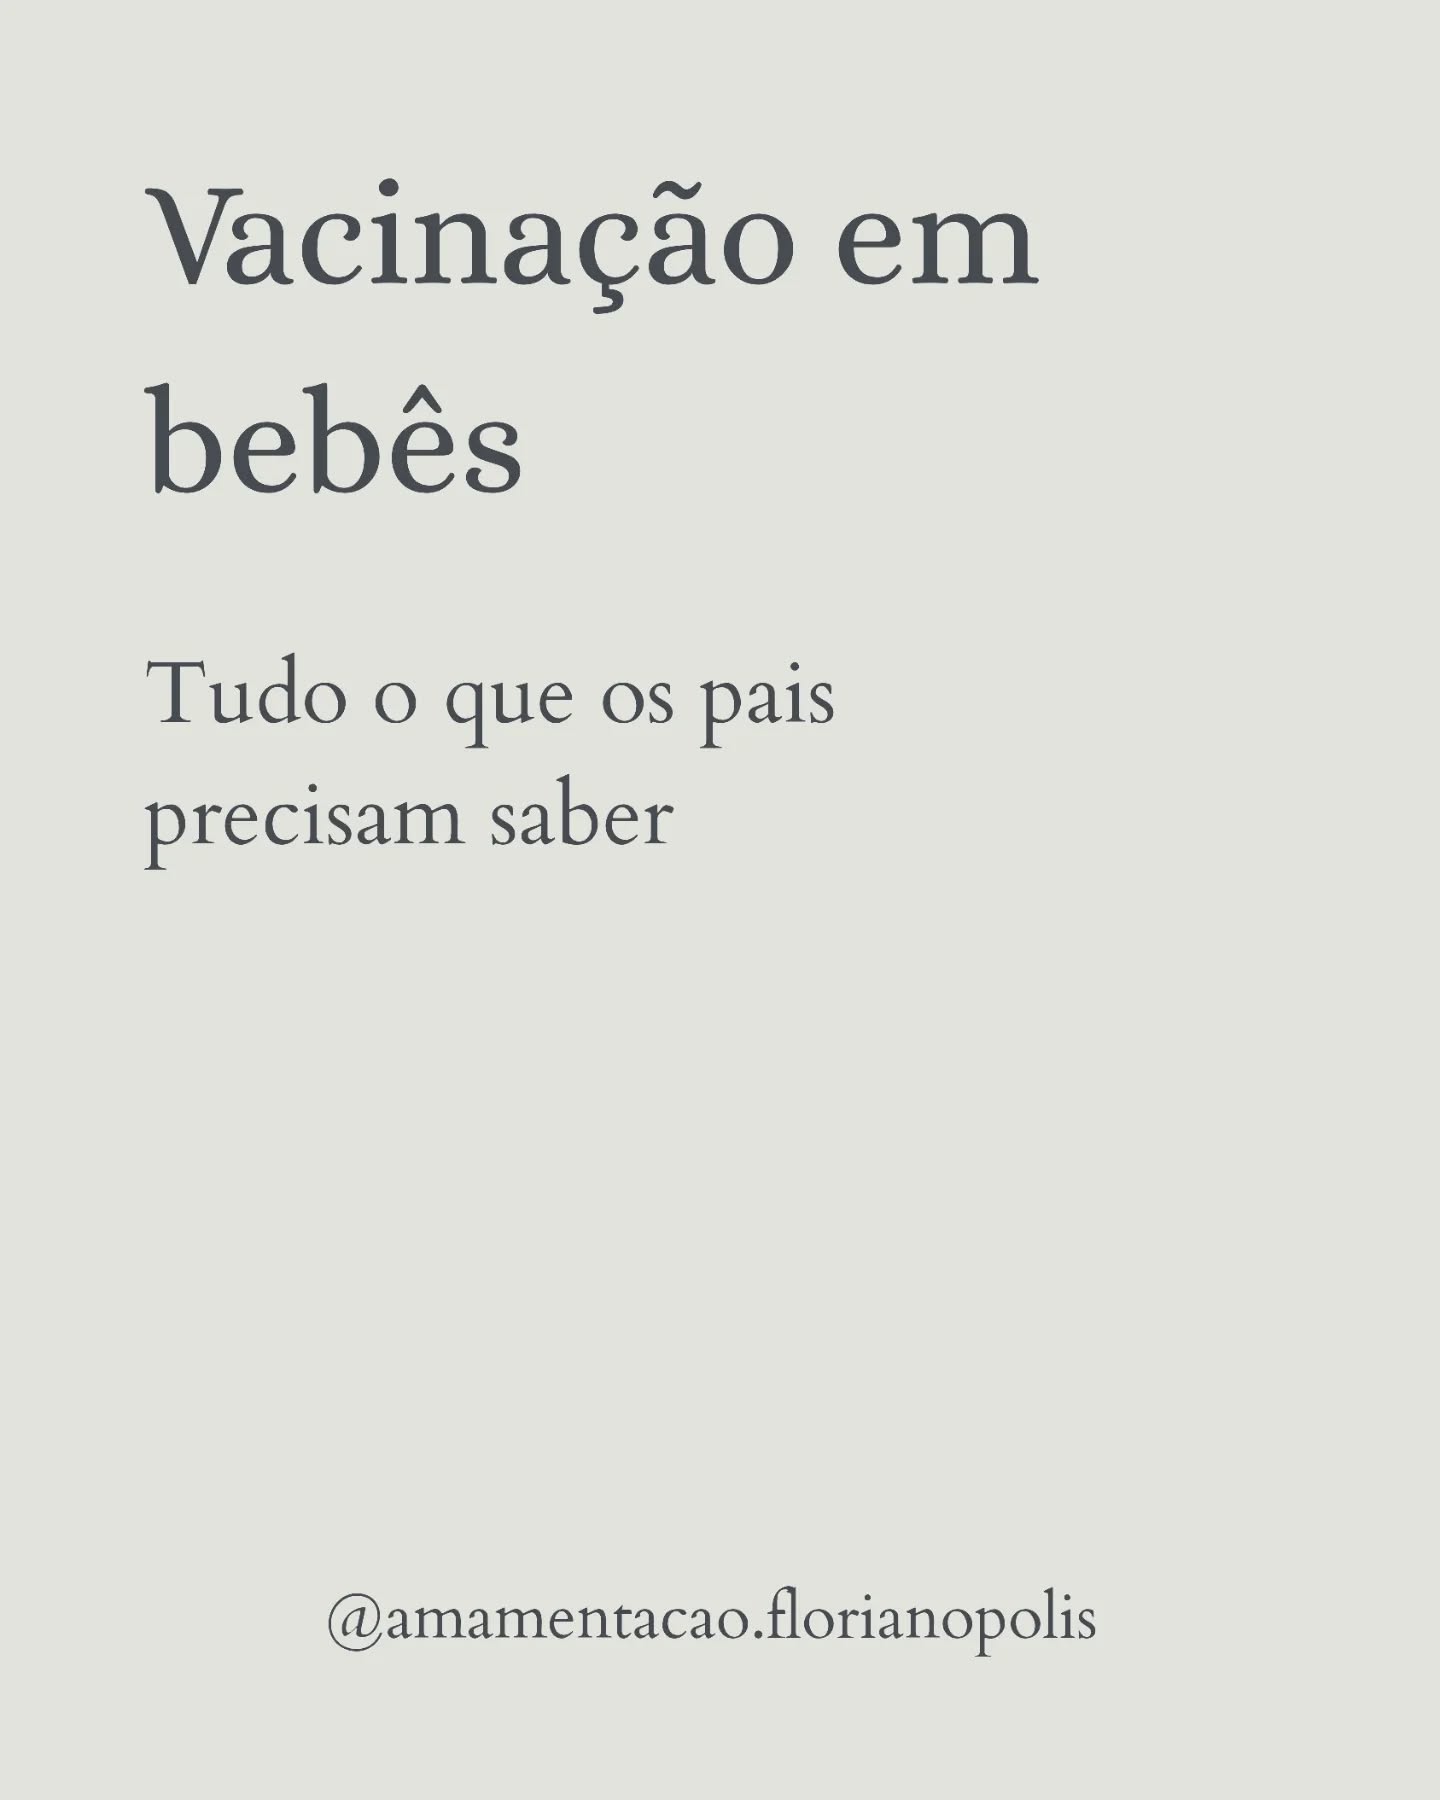 Vacinação em
bebês
Tudo o que os pais
precisam saber
@amamentacao.florianopolis